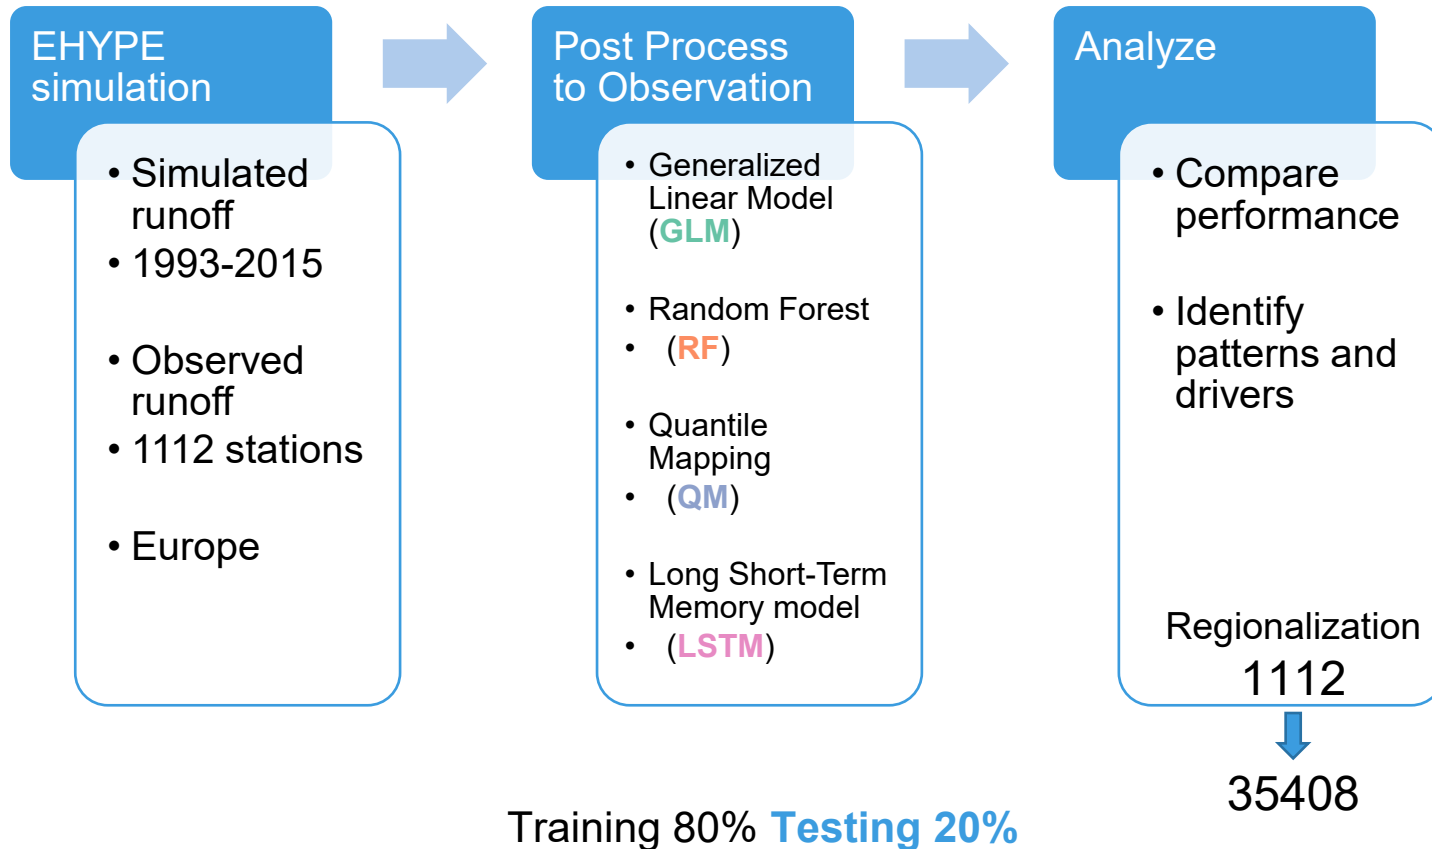 EHYPE
simulation
• Simulated
runoff
• 1993-2015
• Observed
runoff
• 1112 stations
• Europe
Post Process
to Observation
• Generalized
Linear Model
(GLM)
• Random Forest
• (RF)
• Quantile
Mapping
• (QM)
• Long Short-Term
Memory model
• (LSTM)
Analyze
• Compare
performance
• Identify
patterns and
drivers
Regionalization
1112
35408
Training 80% Testing 20%